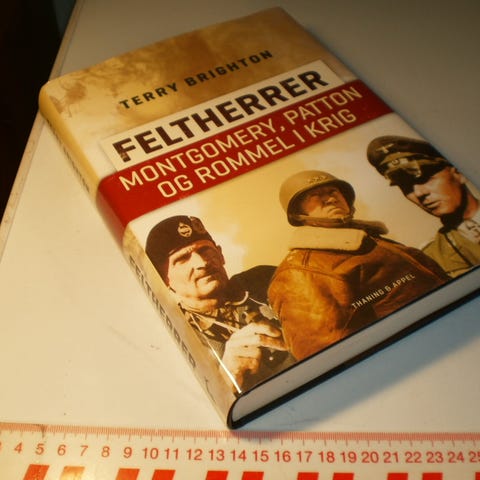 TERRY BRIGHTON
FELTHERRER
MONTGOMERY, PATTON
OG ROMMEL I KRIG
THANING & APPEL
FELTHERRER
4 5 6 7 8 9 10 11 12 13 14 15 16 17 18 19 20 21 22 23 24 25